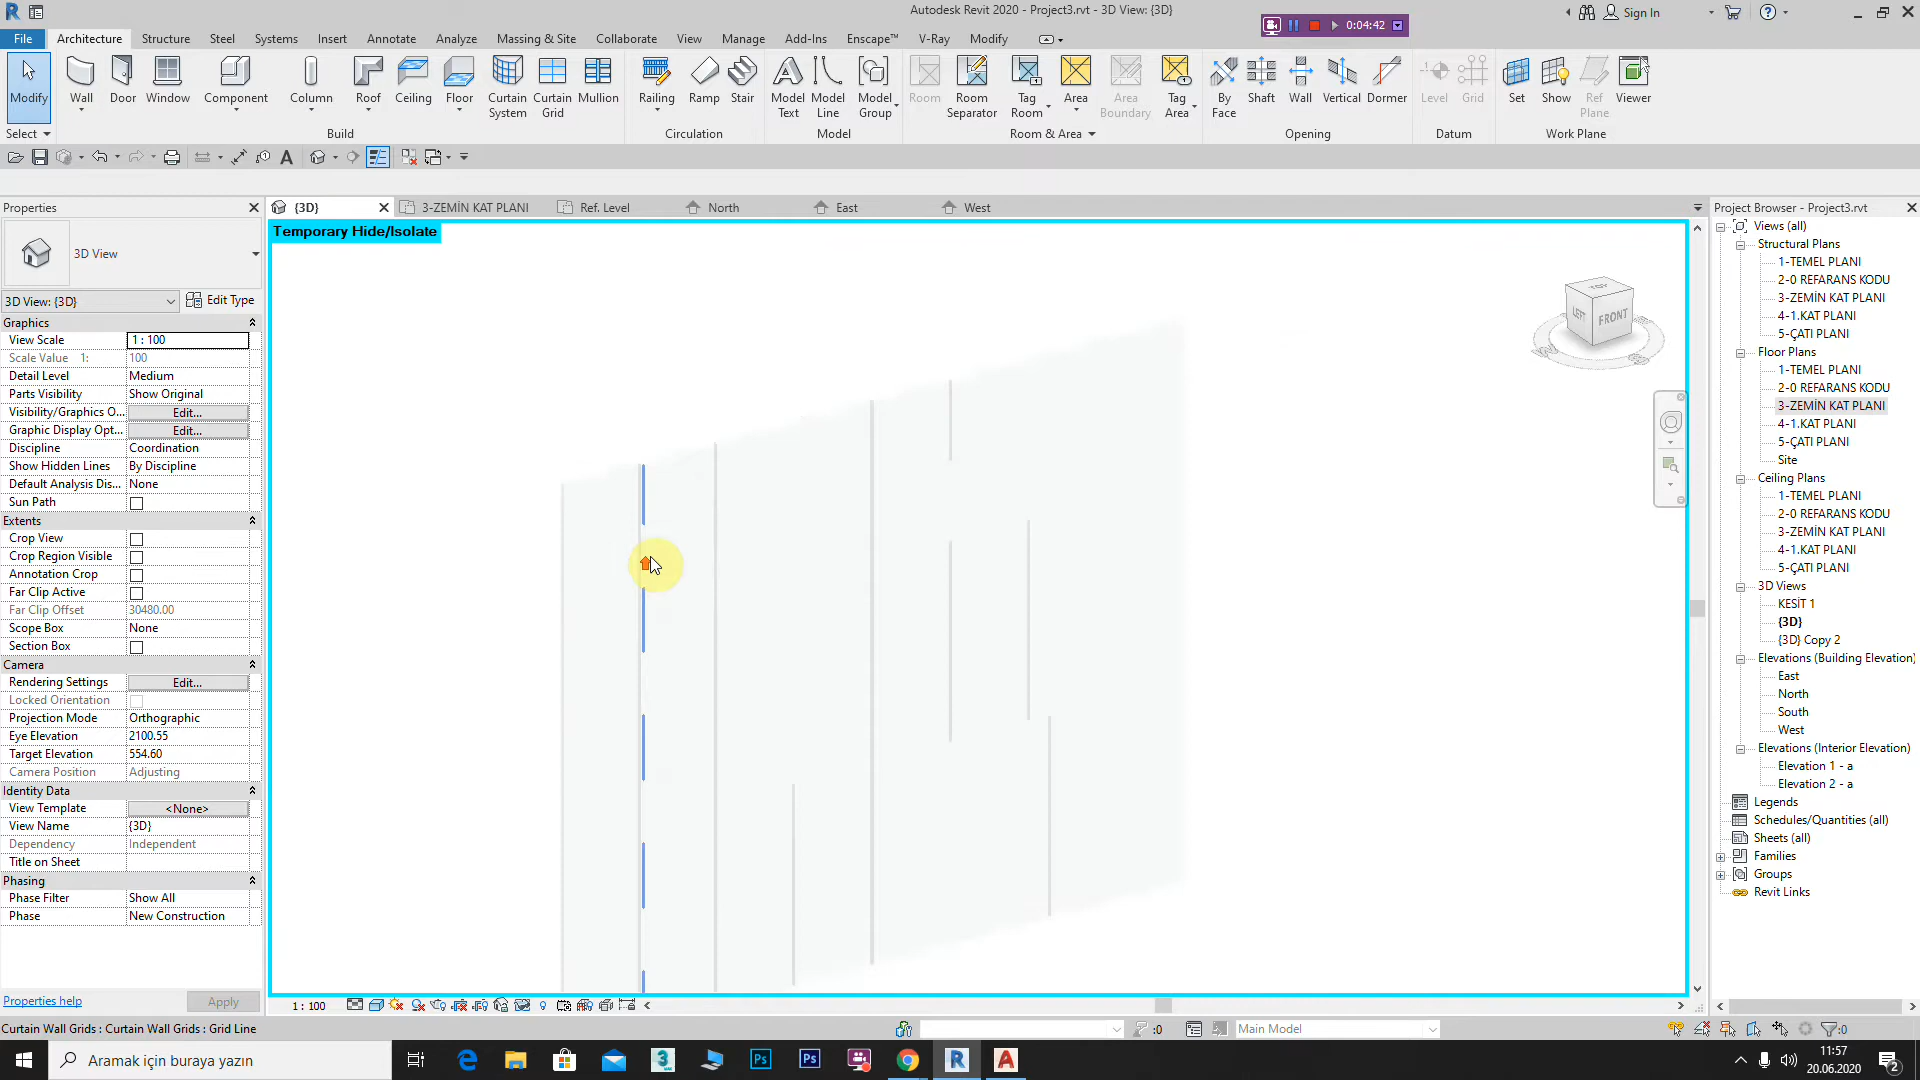 Autodesk Revit 2020 - Project3.rvt - 3D View: {3D}
0:04:42
Sign In
File
Architecture
Structure
Steel
Systems
Insert
Annotate
Analyze
Massing & Site
Collaborate
View
Manage
Add-Ins
Enscape™
V-Ray
Modify
Modify
Wall
Door
Window
Component
Column
Roof
Ceiling
Floor
Curtain System
Curtain Grid
Mullion
Railing
Ramp
Stair
Model Text
Model Line
Model Group
Room
Room Separator
Tag Room
Area
Area Boundary
Tag Area
By Face
Shaft
Wall
Vertical
Dormer
Level
Grid
Set
Show
Ref Plane
Viewer
Select
Build
Circulation
Model
Room & Area
Opening
Datum
Work Plane
Properties
{3D}
3-ZEMİN KAT PLANI
Ref. Level
North
East
West
Project Browser - Project3.rvt
3D View
3D View: {3D}
Edit Type
Graphics
View Scale 1 : 100
Scale Value 1: 100
Detail Level Medium
Parts Visibility Show Original
Visibility/Graphics O... Edit...
Graphic Display Opt... Edit...
Discipline Coordination
Show Hidden Lines By Discipline
Default Analysis Dis... None
Sun Path
Extents
Crop View
Crop Region Visible
Annotation Crop
Far Clip Active
Far Clip Offset 30480.00
Scope Box None
Section Box
Camera
Rendering Settings Edit...
Locked Orientation
Projection Mode Orthographic
Eye Elevation 2100.55
Target Elevation 554.60
Camera Position Adjusting
Identity Data
View Template <None>
View Name {3D}
Dependency Independent
Title on Sheet
Phasing
Phase Filter Show All
Phase New Construction
Properties help
Apply
Temporary Hide/Isolate
TOP
LEFT
FRONT
Views (all)
Structural Plans
1-TEMEL PLANI
2-0 REFARANS KODU
3-ZEMİN KAT PLANI
4-1.KAT PLANI
5-ÇATI PLANI
Floor Plans
1-TEMEL PLANI
2-0 REFARANS KODU
3-ZEMİN KAT PLANI
4-1.KAT PLANI
5-ÇATI PLANI
Site
Ceiling Plans
1-TEMEL PLANI
2-0 REFARANS KODU
3-ZEMİN KAT PLANI
4-1.KAT PLANI
5-ÇATI PLANI
3D Views
KESİT 1
{3D}
{3D} Copy 2
Elevations (Building Elevation)
East
North
South
West
Elevations (Interior Elevation)
Elevation 1 - a
Elevation 2 - a
Legends
Schedules/Quantities (all)
Sheets (all)
Families
Groups
Revit Links
1 : 100
Curtain Wall Grids : Curtain Wall Grids : Grid Line
:0
Main Model
:0
Aramak için buraya yazın
11:57
20.06.2020
2